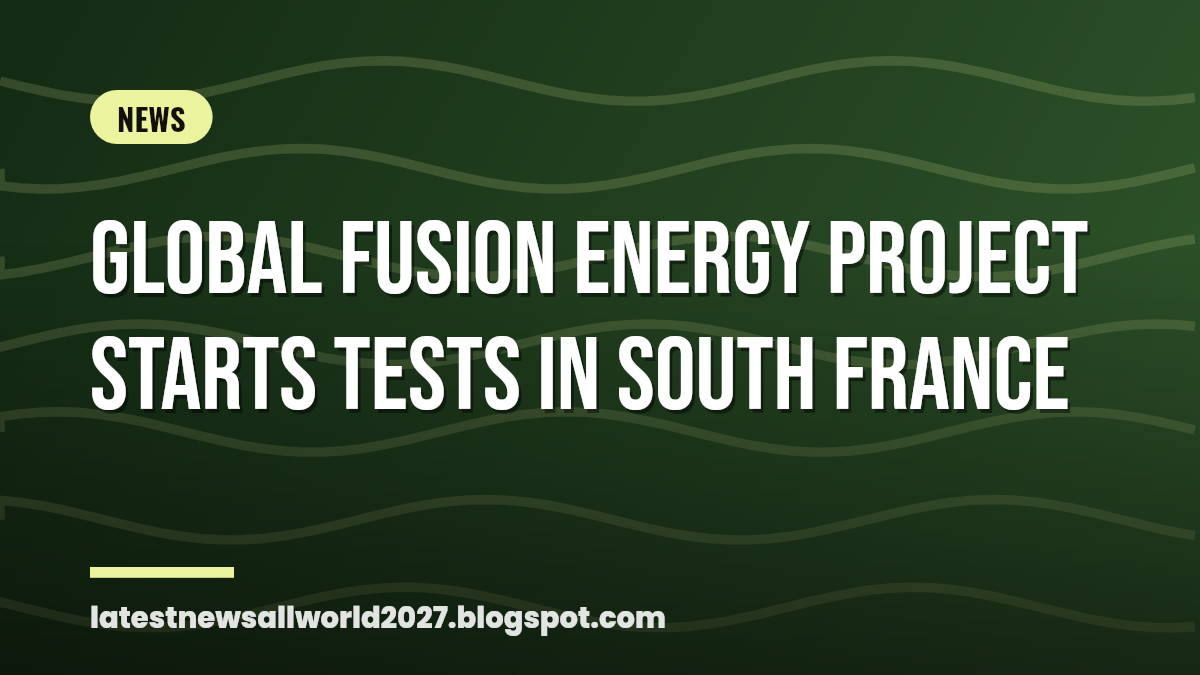 NEWS
GLOBAL FUSION ENERGY PROJECT
STARTS TESTS IN SOUTH FRANCE
latestnewsallworld2027.blogspot.com